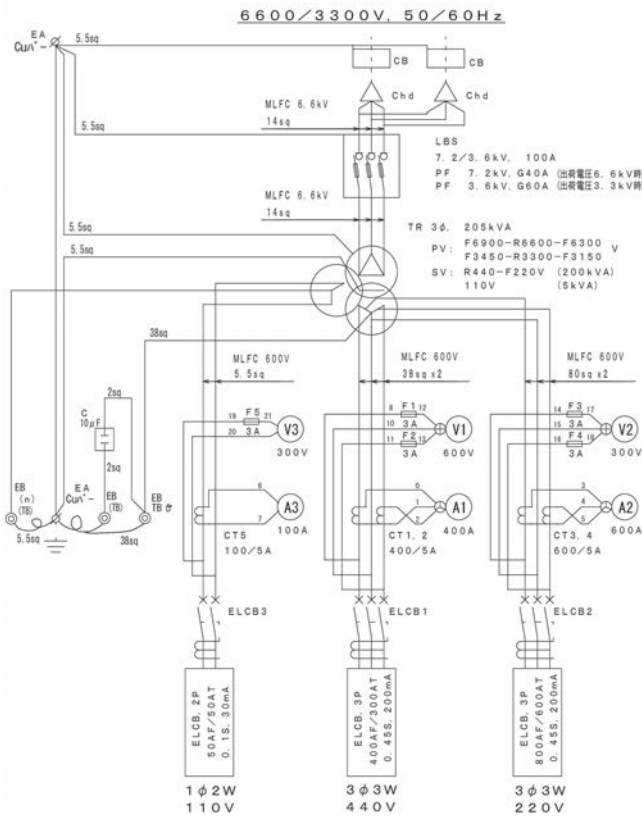 6600/3300V, 50/60Hz
EA
Cuバー
5.5sq
CB
CB
Chd
Chd
MLFC 6.6kV
14sq
5.5sq
LBS
7.2/3.6kV, 100A
PF 7.2kV, G40A (出荷電圧6.6kV時)
PF 3.6kV, G60A (出荷電圧3.3kV時)
MLFC 6.6kV
14sq
5.5sq
TR 3φ, 205kVA
PV: F6900-R6600-F6300 V
F3450-R3300-F3150
SV: R440-F220V (200kVA)
110V (5kVA)
5.5sq
38sq
MLFC 600V
5.5sq
MLFC 600V
38sq x2
MLFC 600V
80sq x2
2sq
C
10μF
2sq
19 F5 21
20 3A
V3
300V
8 F1 12
3A
10
F2
11 13
3A
V1
600V
14 F3 17
3A
15
F4
16 18
3A
V2
300V
EB
(n)
(TB)
EA
Cuバー
EB
(TB)
EB
TB
5.5sq
38sq
6
7
A3
100A
CT5
100/5A
0
1
2
A1
400A
CT1, 2
400/5A
3
4
5
A2
600A
CT3, 4
600/5A
ELCB3
ELCB1
ELCB2
ELCB, 2P
50AF/50AT
0.1S, 30mA
ELCB, 3P
400AF/300AT
0.45S, 200mA
ELCB, 3P
800AF/600AT
0.45S, 200mA
1φ2W
110V
3φ3W
440V
3φ3W
220V